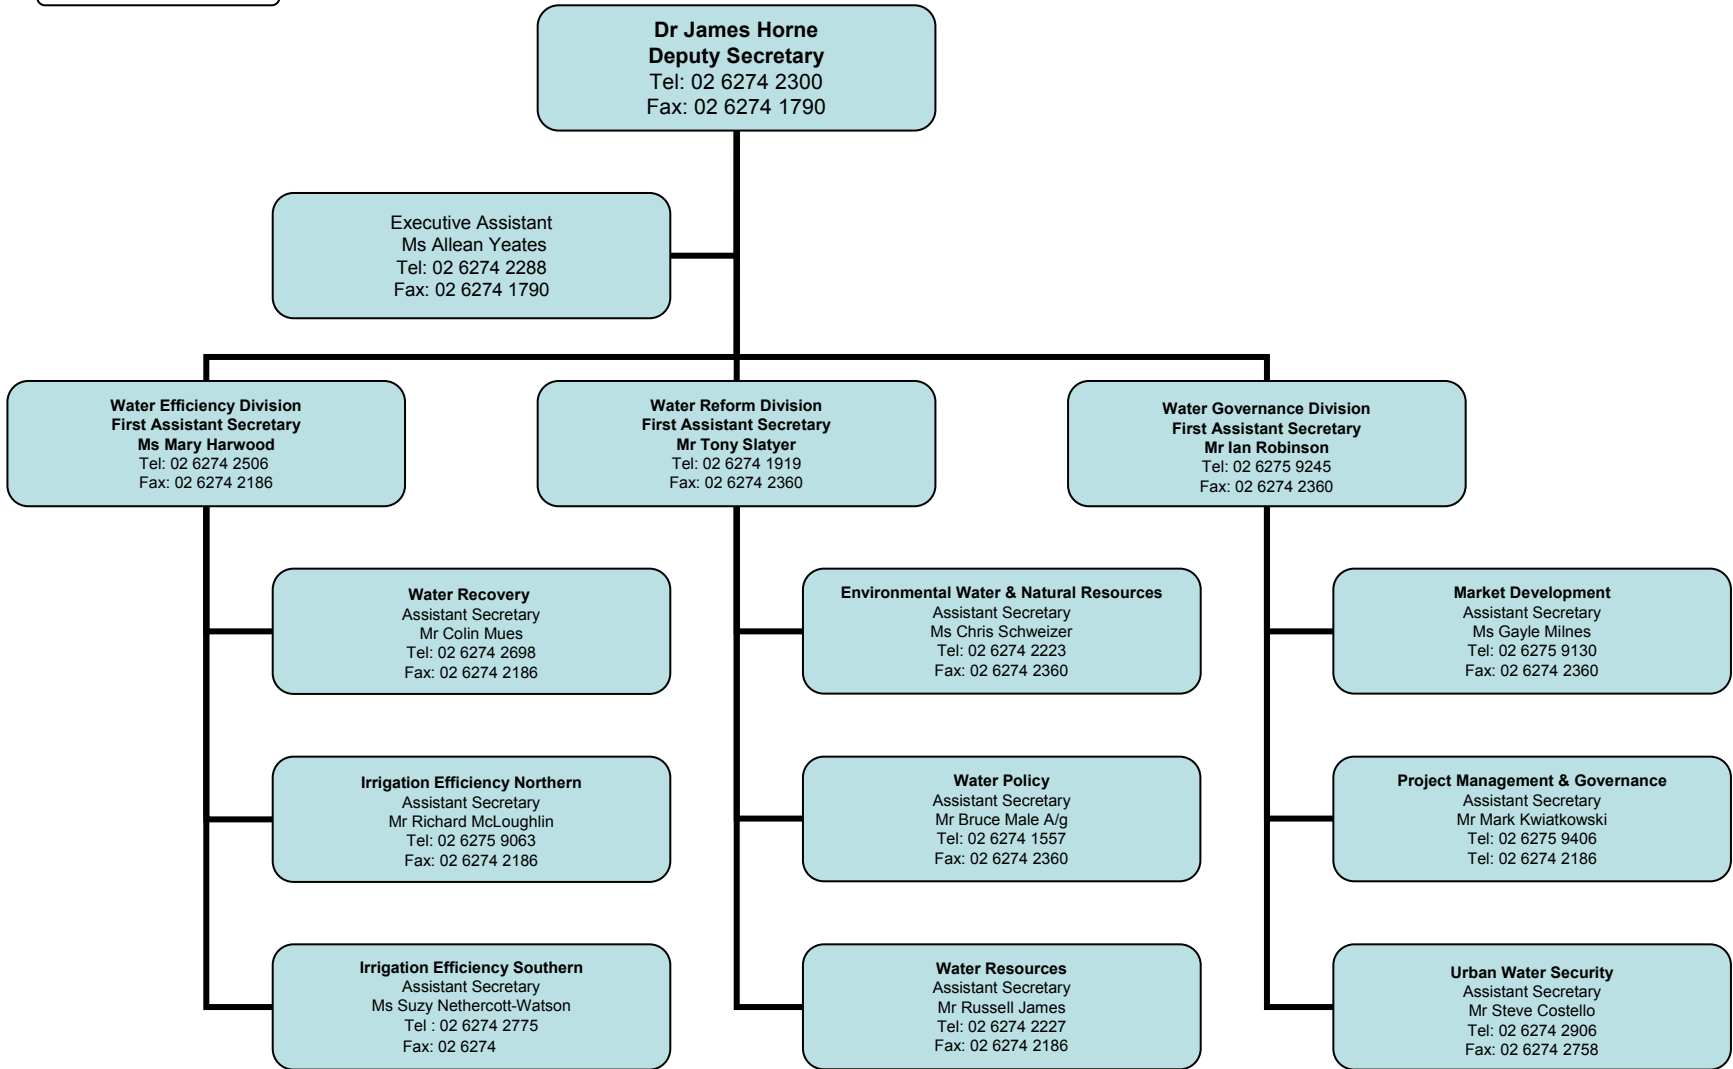 Dr James Horne
Deputy Secretary
Tel: 02 6274 2300
Fax: 02 6274 1790
Executive Assistant
Ms Allean Yeates
Tel: 02 6274 2288
Fax: 02 6274 1790
Water Efficiency Division
First Assistant Secretary
Ms Mary Harwood
Tel: 02 6274 2506
Fax: 02 6274 2186
Water Reform Division
First Assistant Secretary
Mr Tony Slatyer
Tel: 02 6274 1919
Fax: 02 6274 2360
Water Governance Division
First Assistant Secretary
Mr Ian Robinson
Tel: 02 6275 9245
Fax: 02 6274 2360
Water Recovery
Assistant Secretary
Mr Colin Mues
Tel: 02 6274 2698
Fax: 02 6274 2186
Environmental Water & Natural Resources
Assistant Secretary
Ms Chris Schweizer
Tel: 02 6274 2223
Fax: 02 6274 2360
Market Development
Assistant Secretary
Ms Gayle Milnes
Tel: 02 6275 9130
Fax: 02 6274 2360
Irrigation Efficiency Northern
Assistant Secretary
Mr Richard McLoughlin
Tel: 02 6275 9063
Fax: 02 6274 2186
Water Policy
Assistant Secretary
Mr Bruce Male A/g
Tel: 02 6274 1557
Fax: 02 6274 2360
Project Management & Governance
Assistant Secretary
Mr Mark Kwiatkowski
Tel: 02 6275 9406
Tel: 02 6274 2186
Irrigation Efficiency Southern
Assistant Secretary
Ms Suzy Nethercott-Watson
Tel : 02 6274 2775
Fax: 02 6274
Water Resources
Assistant Secretary
Mr Russell James
Tel: 02 6274 2227
Fax: 02 6274 2186
Urban Water Security
Assistant Secretary
Mr Steve Costello
Tel: 02 6274 2906
Fax: 02 6274 2758